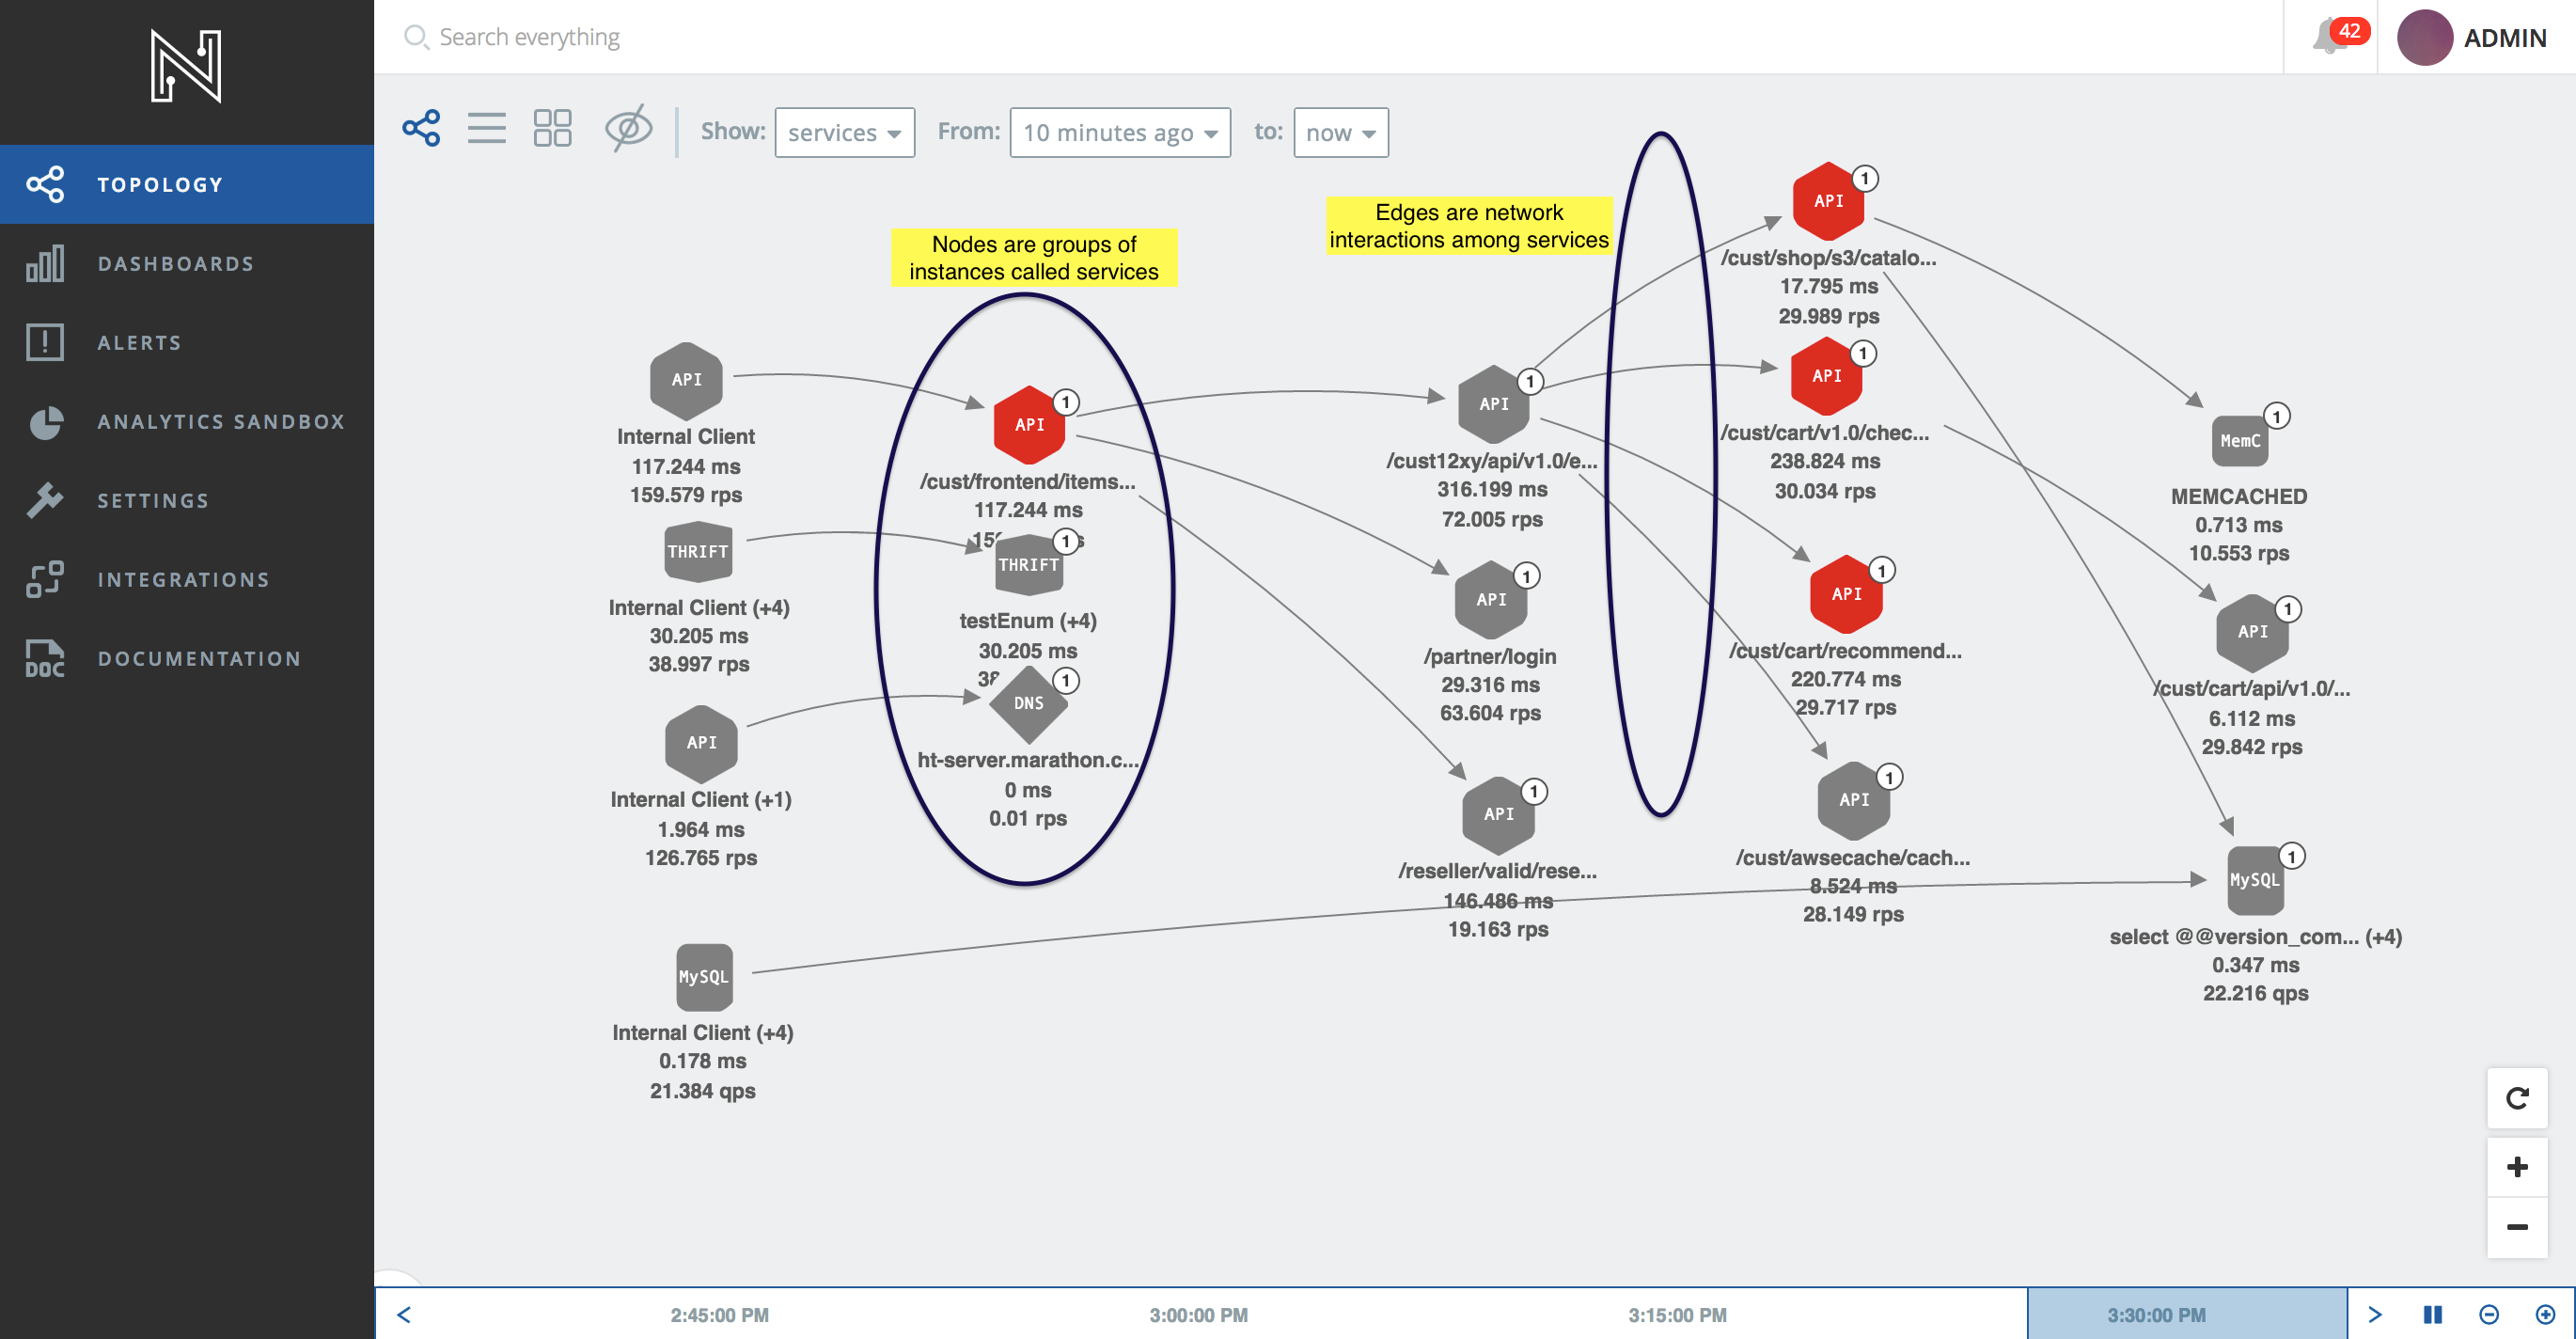 Search everything
42
ADMIN
TOPOLOGY
DASHBOARDS
ALERTS
ANALYTICS SANDBOX
SETTINGS
INTEGRATIONS
DOC
DOCUMENTATION
Show:
services
From:
10 minutes ago
to:
now
Nodes are groups of
instances called services
Edges are network
interactions among services
API
Internal Client
117.244 ms
159.579 rps
THRIFT
Internal Client (+4)
30.205 ms
38.997 rps
API
Internal Client (+1)
1.964 ms
126.765 rps
MySQL
Internal Client (+4)
0.178 ms
21.384 qps
API
1
/cust/frontend/items...
117.244 ms
THRIFT
1
testEnum (+4)
30.205 ms
DNS
1
ht-server.marathon.c...
0 ms
0.01 rps
API
1
/cust12xy/api/v1.0/e...
316.199 ms
72.005 rps
API
1
/partner/login
29.316 ms
63.604 rps
API
1
/reseller/valid/rese...
146.486 ms
19.163 rps
API
1
/cust/shop/s3/catalo...
17.795 ms
29.989 rps
API
1
/cust/cart/v1.0/chec...
238.824 ms
30.034 rps
API
1
/cust/cart/recommend...
220.774 ms
29.717 rps
API
1
/cust/awsecache/cach...
8.524 ms
28.149 rps
MemC
1
MEMCACHED
0.713 ms
10.553 rps
API
1
/cust/cart/api/v1.0/...
6.112 ms
29.842 rps
MySQL
1
select @@version_com... (+4)
0.347 ms
22.216 qps
2:45:00 PM
3:00:00 PM
3:15:00 PM
3:30:00 PM